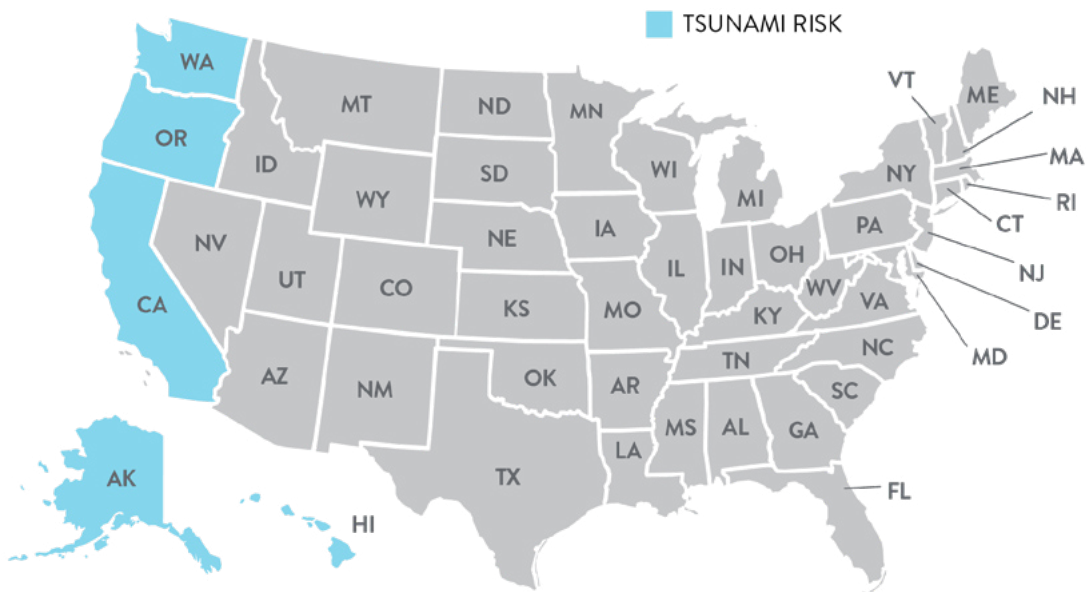 TSUNAMI RISK
WA
MT
ND
MN
VT
ME
NH
OR
ID
SD
WI
NY
MA
WY
MI
RI
IA
PA
CT
NV
NE
OH
NJ
UT
CO
IL
IN
WV
DE
CA
KS
MO
KY
VA
MD
AZ
NM
OK
AR
TN
NC
SC
MS
AL
GA
LA
TX
FL
AK
HI